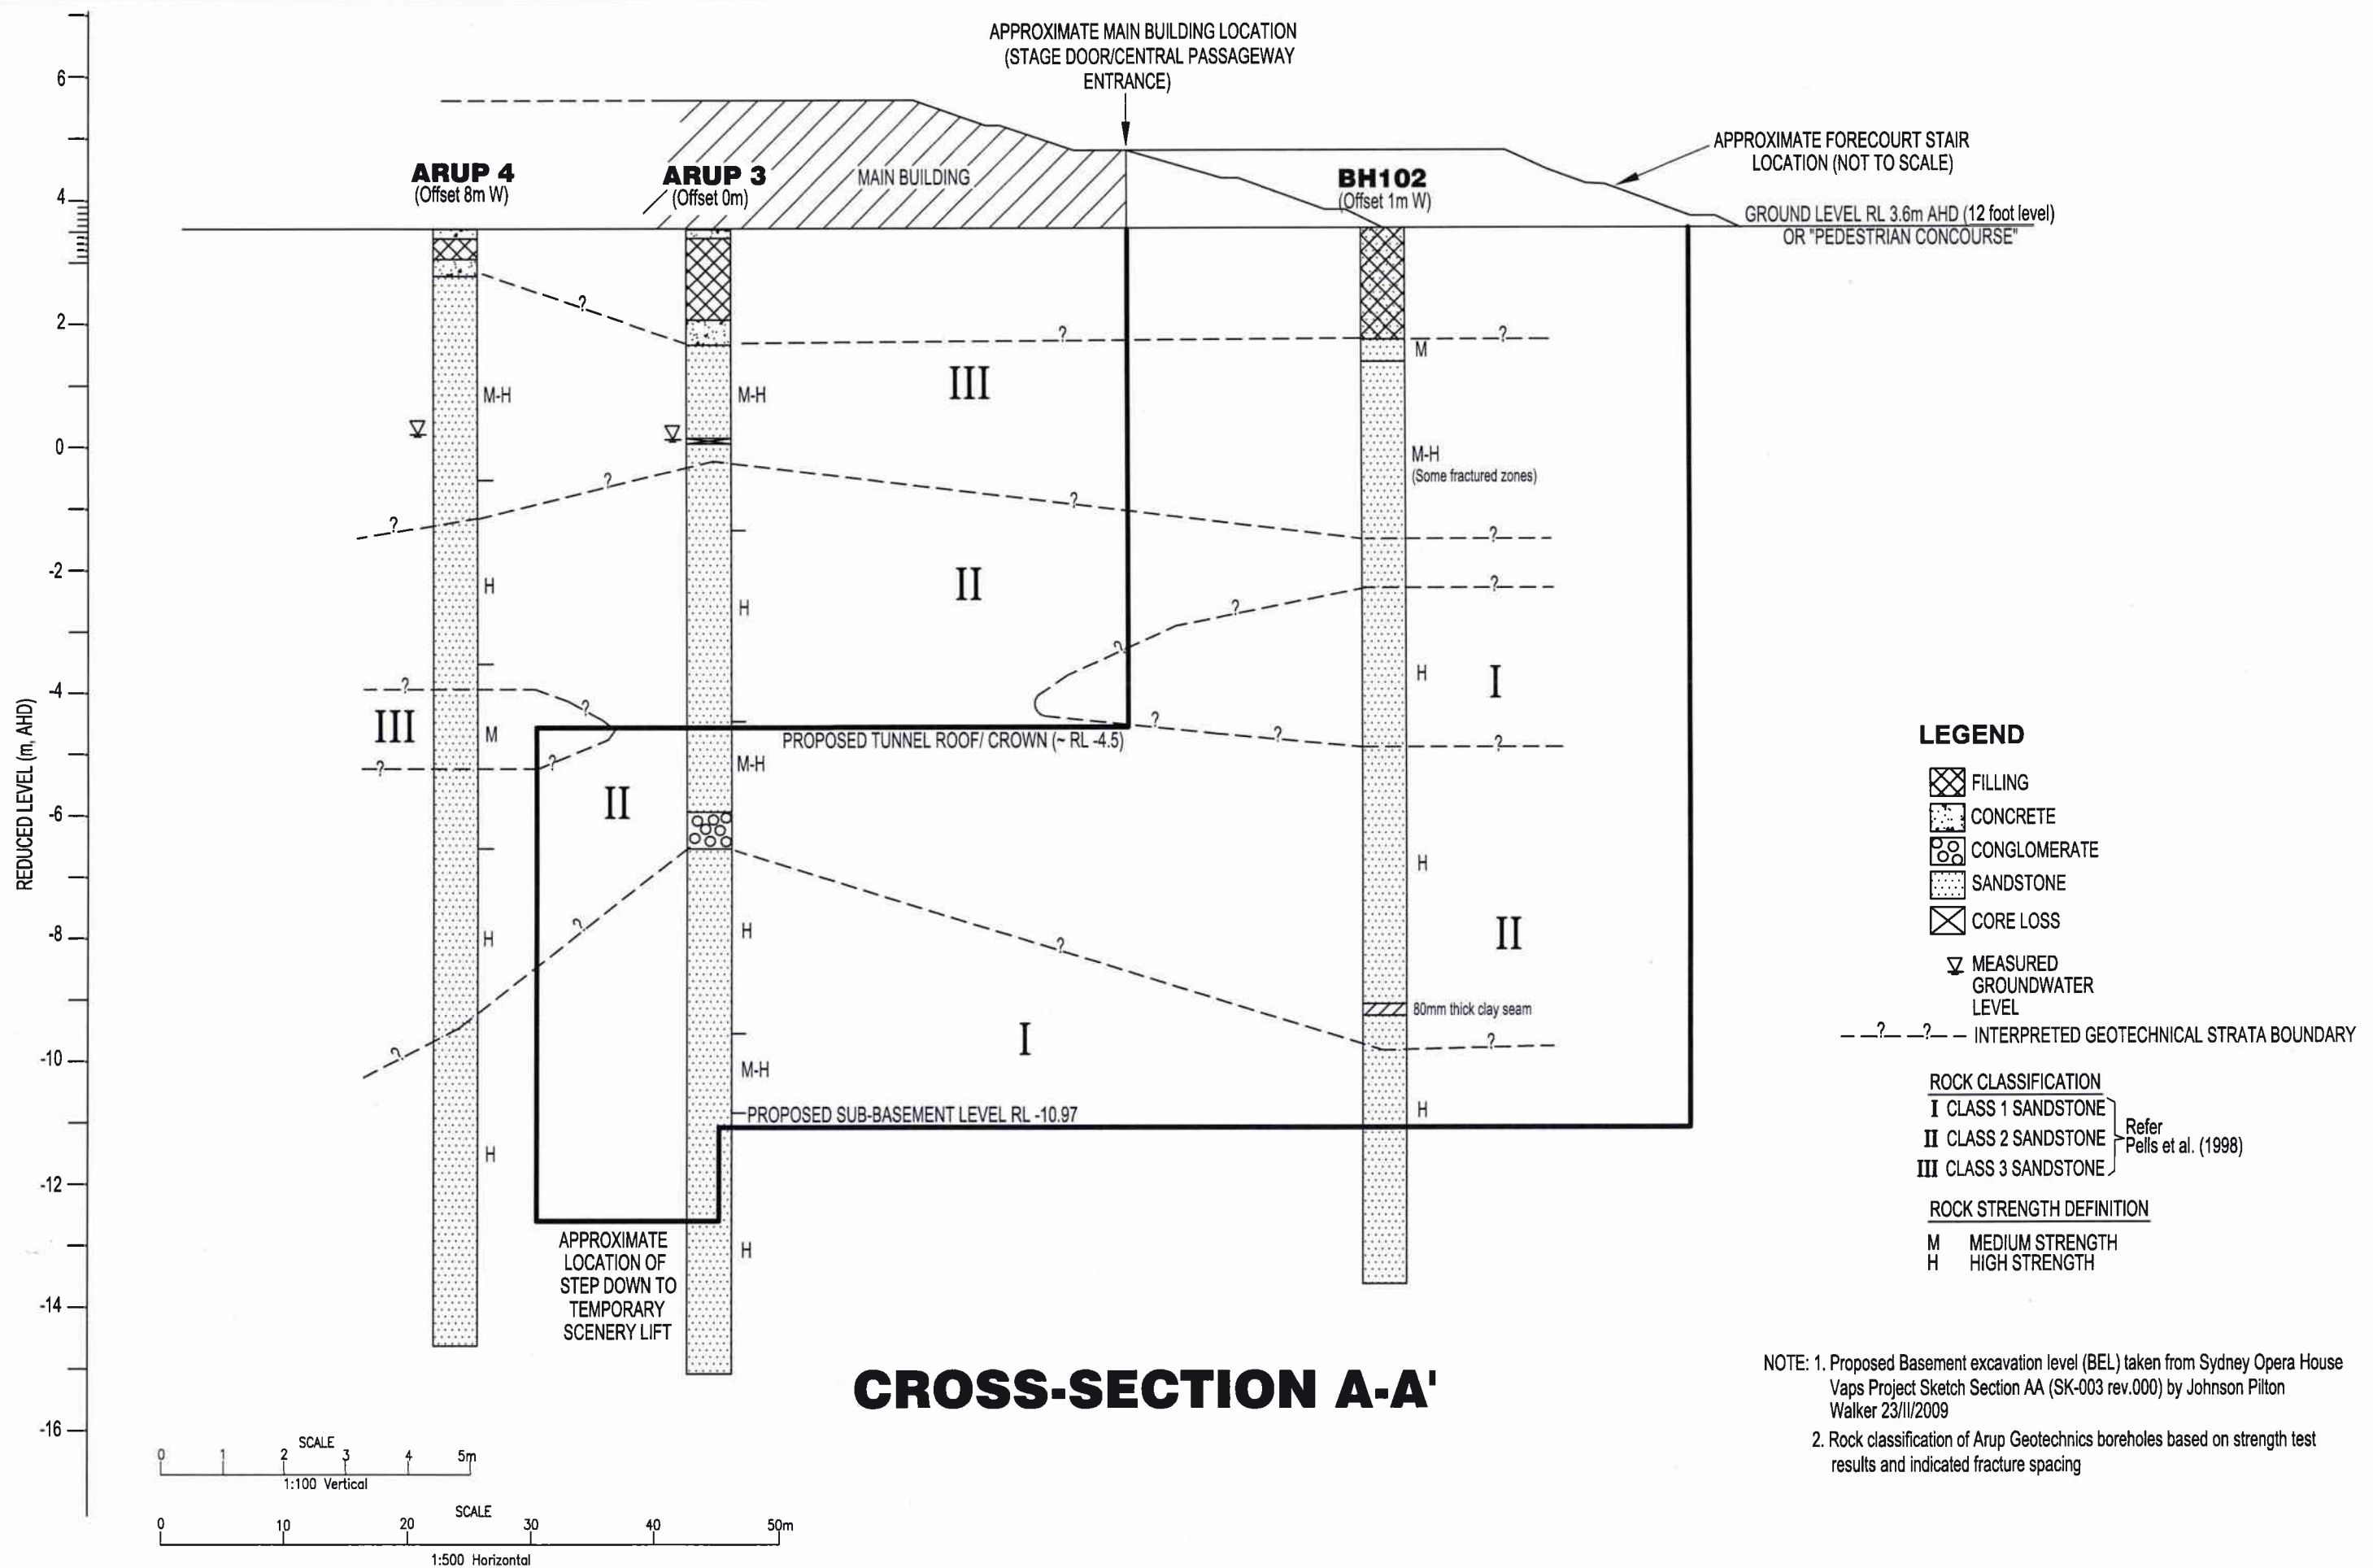 APPROXIMATE MAIN BUILDING LOCATION
(STAGE DOOR/CENTRAL PASSAGEWAY
ENTRANCE)
6
APPROXIMATE FORECOURT STAIR
LOCATION (NOT TO SCALE)
ARUP 4
(Offset 8m W)
ARUP 3
(Offset 0m)
MAIN BUILDING
BH102
(Offset 1m W)
4
GROUND LEVEL RL 3.6m AHD (12 foot level)
OR "PEDESTRIAN CONCOURSE"
?
2
?
?
M
III
M-H
M-H
0
M-H
(Some fractured zones)
?
?
?
?
-2
H
II
H
?
?
?
H
I
-4
?
?
III
M
?
?
?
PROPOSED TUNNEL ROOF/ CROWN (~ RL -4.5)
M-H
?
?
II
-6
REDUCED LEVEL (m, AHD)
H
?
-8
H
H
?
II
80mm thick clay seam
I
?
-10
?
M-H
H
PROPOSED SUB-BASEMENT LEVEL RL -10.97
H
-12
APPROXIMATE
LOCATION OF
STEP DOWN TO
TEMPORARY
SCENERY LIFT
H
-14
-16
CROSS-SECTION A-A'
LEGEND
FILLING
CONCRETE
CONGLOMERATE
SANDSTONE
CORE LOSS
MEASURED
GROUNDWATER
LEVEL
? ? INTERPRETED GEOTECHNICAL STRATA BOUNDARY
ROCK CLASSIFICATION
I CLASS 1 SANDSTONE
II CLASS 2 SANDSTONE
III CLASS 3 SANDSTONE
Refer
Pells et al. (1998)
ROCK STRENGTH DEFINITION
M MEDIUM STRENGTH
H HIGH STRENGTH
NOTE: 1. Proposed Basement excavation level (BEL) taken from Sydney Opera House
Vaps Project Sketch Section AA (SK-003 rev.000) by Johnson Pilton
Walker 23/II/2009
2. Rock classification of Arup Geotechnics boreholes based on strength test
results and indicated fracture spacing
SCALE
0 1 2 3 4 5m
1:100 Vertical
SCALE
0 10 20 30 40 50m
1:500 Horizontal